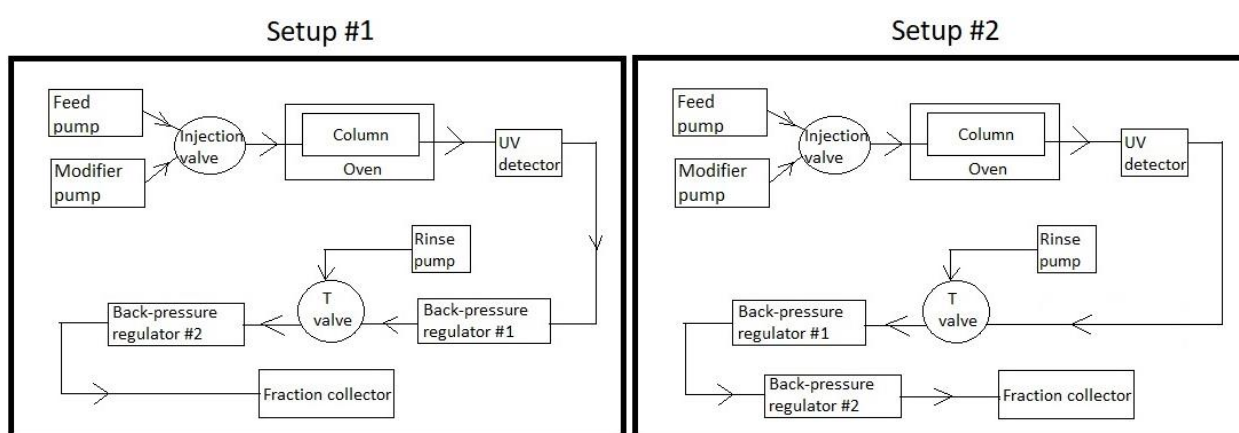 Setup #1
Feed
pump
Modifier
pump
Injection
valve
Column
Oven
UV
detector
Rinse
pump
T
valve
Back-pressure
regulator #1
Back-pressure
regulator #2
Fraction collector
Setup #2
Feed
pump
Modifier
pump
Injection
valve
Column
Oven
UV
detector
Rinse
pump
T
valve
Back-pressure
regulator #1
Back-pressure
regulator #2
Fraction collector